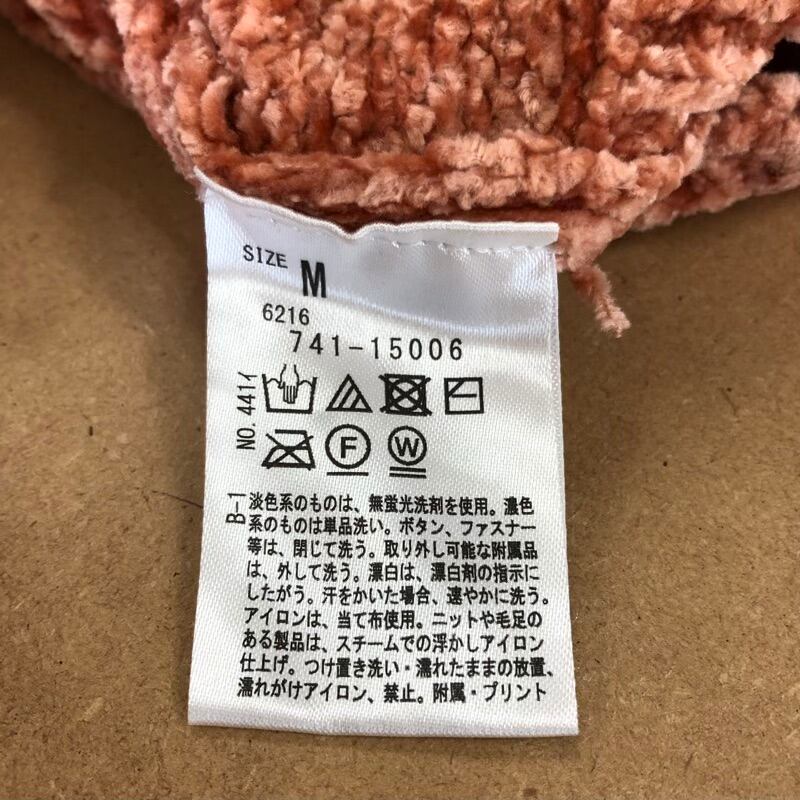 SIZE M
6216
741-15006
NO. 441イ
F W
B-1
淡色系のものは、無蛍光洗剤を使用。濃色
系のものは単品洗い。ボタン、ファスナー
等は、閉じて洗う。取り外し可能な附属品
は、外して洗う。漂白は、漂白剤の指示に
したがう。汗をかいた場合、速やかに洗う。
アイロンは、当て布使用。ニットや毛足の
ある製品は、スチームでの浮かしアイロン
仕上げ。つけ置き洗い・濡れたままの放置、
濡れがけアイロン、禁止。附属・プリント